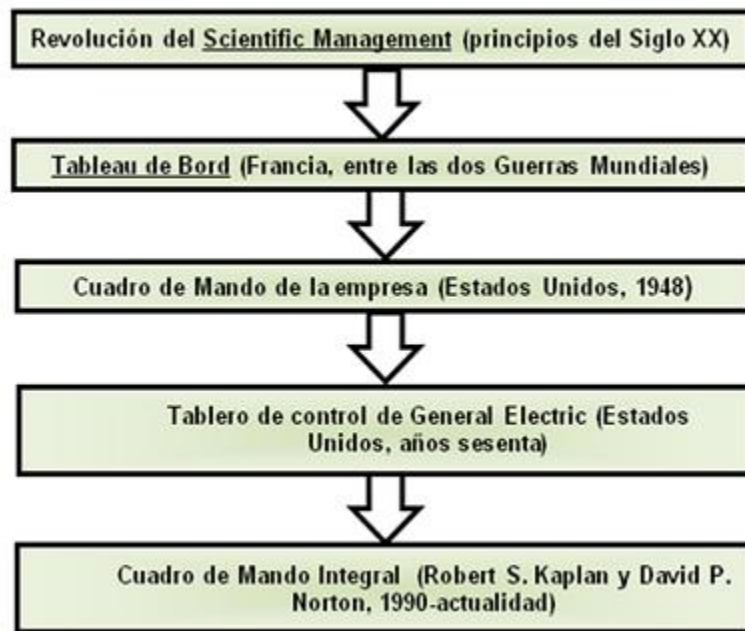 Revolución del Scientific Management (principios del Siglo XX)
Tableau de Bord (Francia, entre las dos Guerras Mundiales)
Cuadro de Mando de la empresa (Estados Unidos, 1948)
Tablero de control de General Electric (Estados
Unidos, años sesenta)
Cuadro de Mando Integral (Robert S. Kaplan y David P.
Norton, 1990-actualidad)